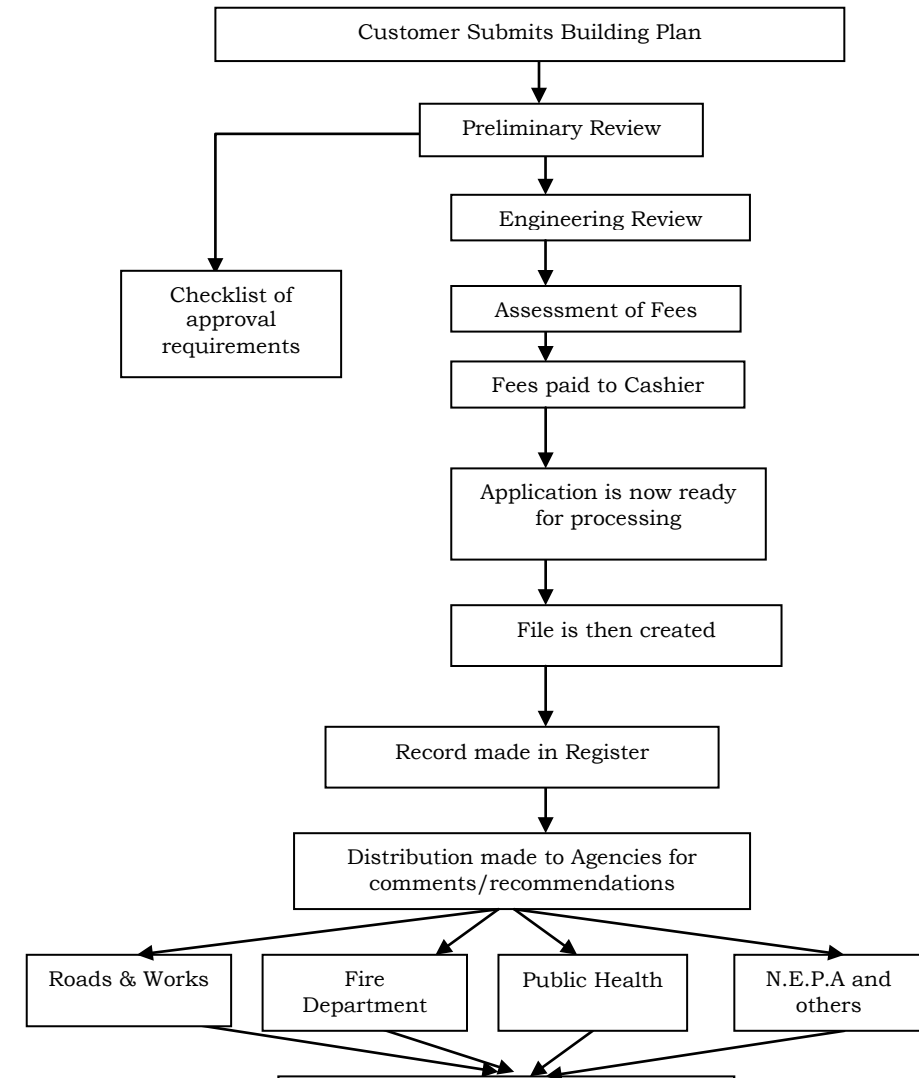 Customer Submits Building Plan
Preliminary Review
Engineering Review
Checklist of
approval
requirements
Assessment of Fees
Fees paid to Cashier
Application is now ready
for processing
File is then created
Record made in Register
Distribution made to Agencies for
comments/recommendations
Roads & Works
Fire
Department
Public Health
N.E.P.A and
others